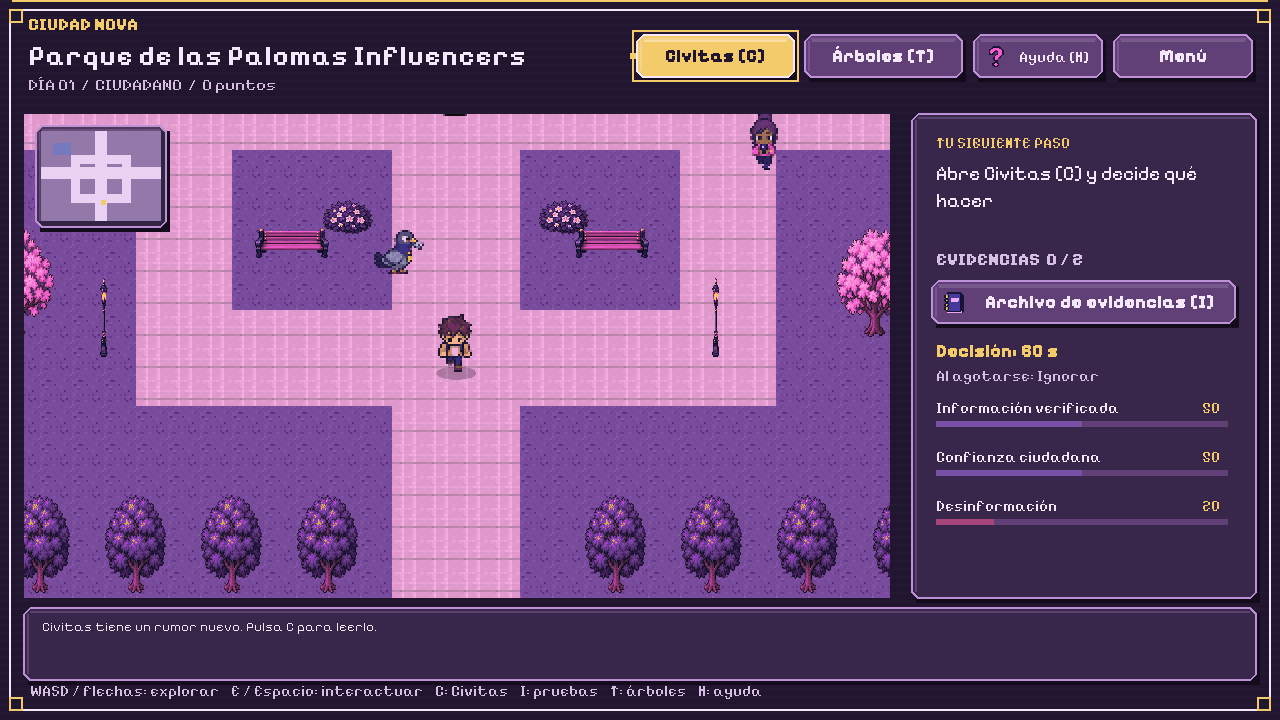 CIUDAD NOVA
Parque de las Palomas Influencers
DÍA 01 / CIUDADANO / 0 puntos
Civitas (C)
Árboles (T)
? Ayuda (H)
Menú
TU SIGUIENTE PASO
Abre Civitas (C) y decide qué
hacer
EVIDENCIAS 0 / 2
Archivo de evidencias (I)
Decisión: 60 s
Al agotarse: Ignorar
Información verificada 50
Confianza ciudadana 50
Desinformación 20
Civitas tiene un rumor nuevo. Pulsa C para leerlo.
WASD / flechas: explorar E / Espacio: interactuar C: Civitas I: pruebas T: árboles H: ayuda